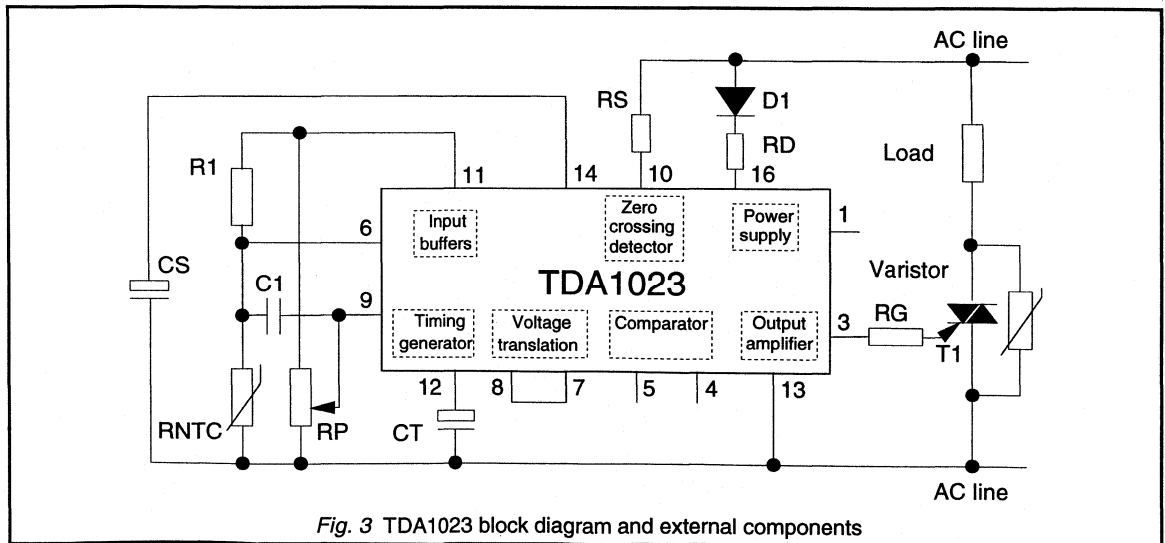 AC line
RS
D1
RD
Load
R1
11
14
10
16
6
Input
buffers
Zero
crossing
detector
Power
supply
1
CS
C1
TDA1023
Varistor
9
Timing
generator
Voltage
translation
Comparator
Output
amplifier
3
RG
T1
12
8
7
5
4
13
RNTC
RP
CT
AC line
Fig. 3 TDA1023 block diagram and external components